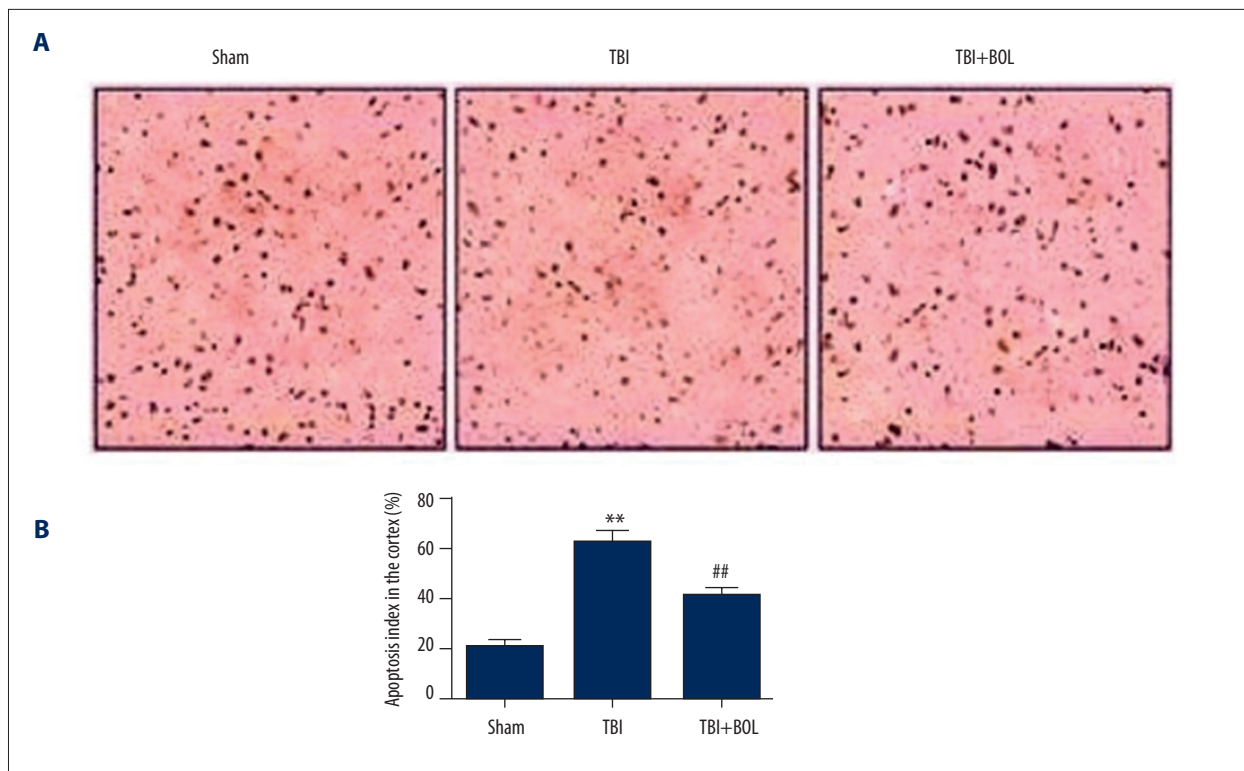 A
Sham TBI TBI+BOL
B
Apoptosis index in the cortex (%)
80
60
40
20
0
**
##
Sham TBI TBI+BOL